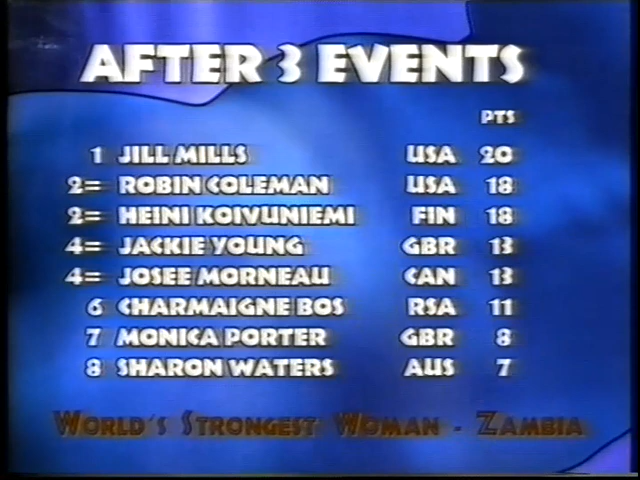 AFTER 3 EVENTS
PTS
1 JILL MILLS USA 20
2= ROBIN COLEMAN USA 18
2= HEINI KOIVUNIEMI FIN 18
4= JACKIE YOUNG GBR 13
4= JOSEE MORNEAU CAN 13
6 CHARMAIGNE BOS RSA 11
7 MONICA PORTER GBR 8
8 SHARON WATERS AUS 7
WORLD'S STRONGEST WOMAN - ZAMBIA